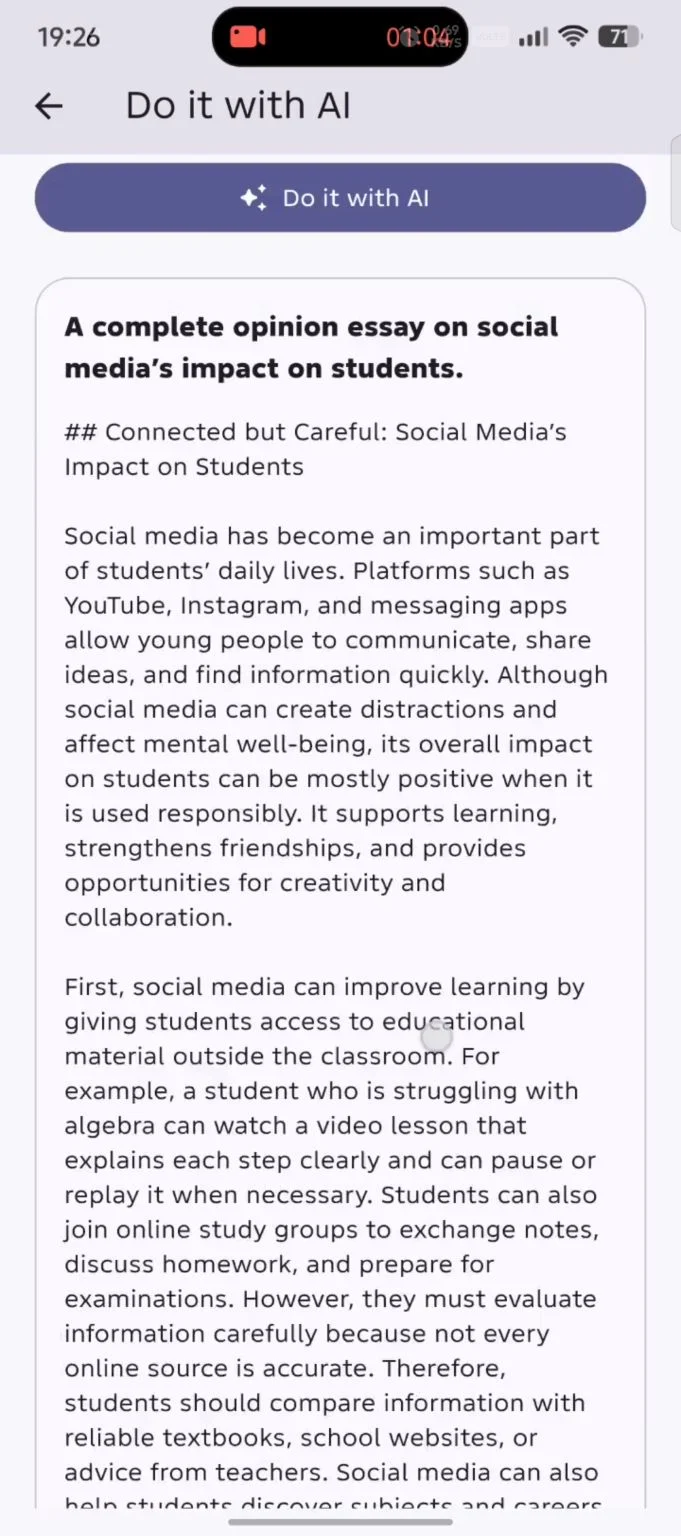 19:26
01:04
71
Do it with AI
Do it with AI
A complete opinion essay on social
media’s impact on students.
## Connected but Careful: Social Media’s
Impact on Students
Social media has become an important part
of students’ daily lives. Platforms such as
YouTube, Instagram, and messaging apps
allow young people to communicate, share
ideas, and find information quickly. Although
social media can create distractions and
affect mental well-being, its overall impact
on students can be mostly positive when it
is used responsibly. It supports learning,
strengthens friendships, and provides
opportunities for creativity and
collaboration.
First, social media can improve learning by
giving students access to educational
material outside the classroom. For
example, a student who is struggling with
algebra can watch a video lesson that
explains each step clearly and can pause or
replay it when necessary. Students can also
join online study groups to exchange notes,
discuss homework, and prepare for
examinations. However, they must evaluate
information carefully because not every
online source is accurate. Therefore,
students should compare information with
reliable textbooks, school websites, or
advice from teachers. Social media can also
help students discover subjects and careers